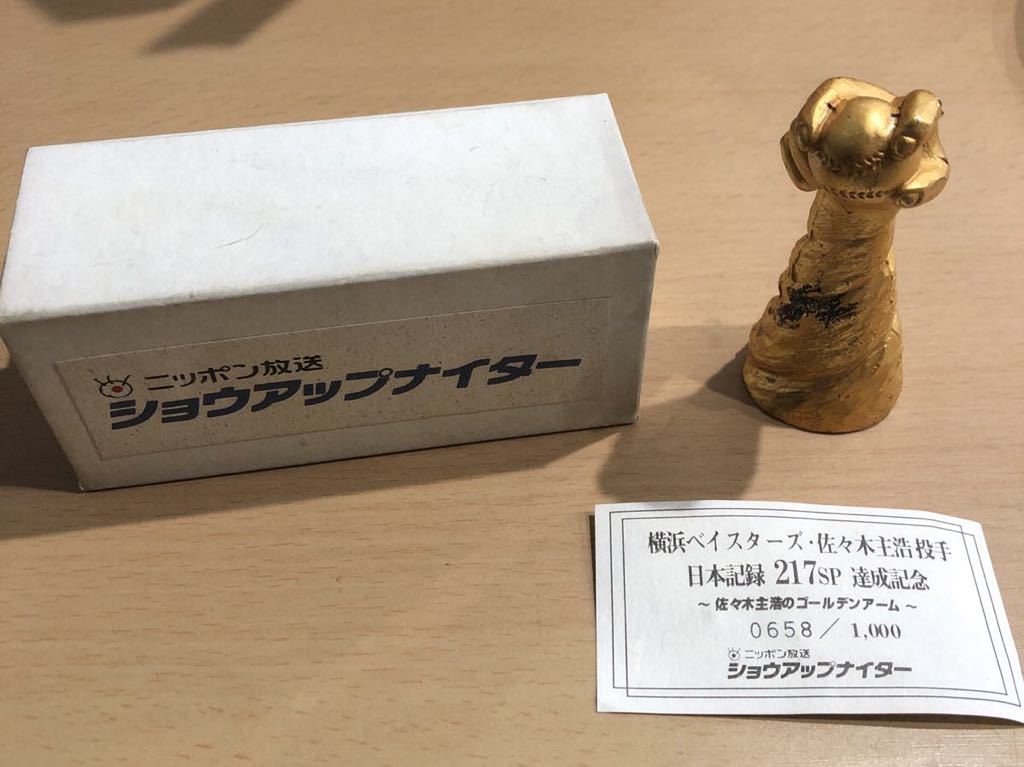 ニッポン放送
ショウアップナイター
横浜ベイスターズ・佐々木主浩投手
日本記録 217SP 達成記念
～ 佐々木主浩のゴールデンアーム ～
0658 / 1,000
ニッポン放送
ショウアップナイター